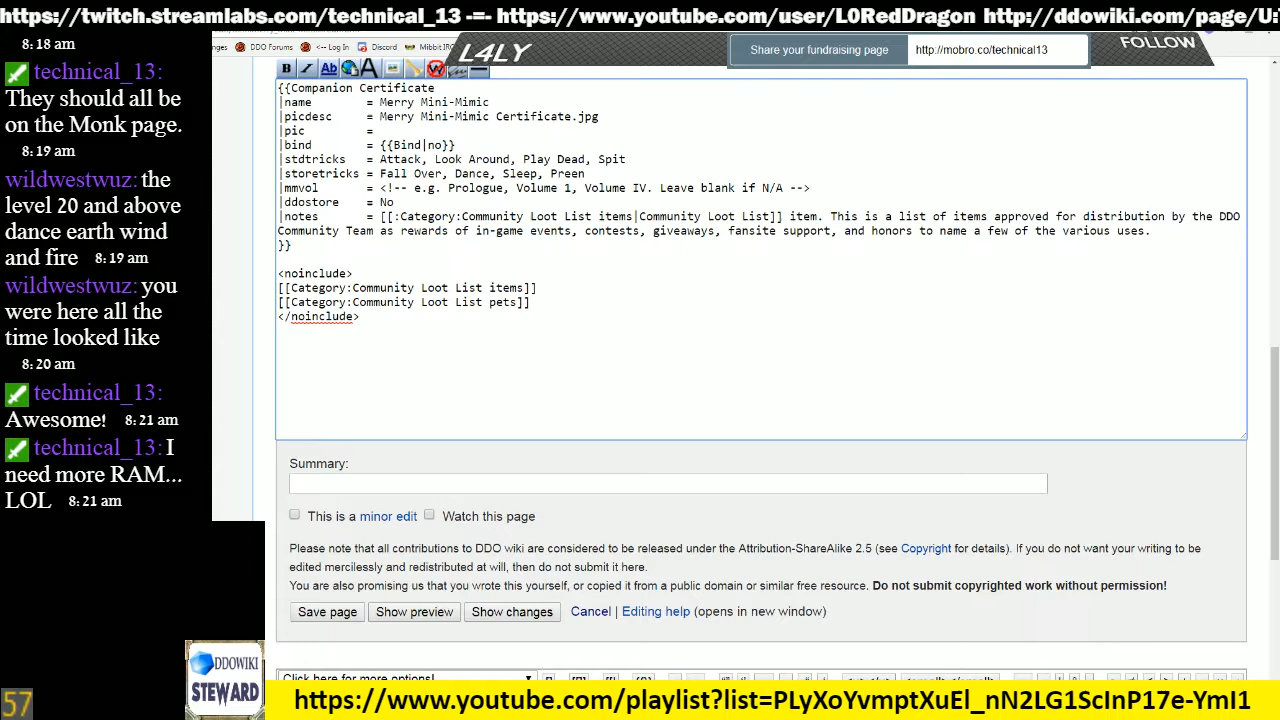 https://twitch.streamlabs.com/technical_13 -=- https://www.youtube.com/user/L0RedDragon http://ddowiki.com/page/U:T
8:18 am
technical_13:
They should all be
on the Monk page.
8:19 am
wildwestwuz: the
level 20 and above
dance earth wind
and fire 8:19 am
wildwestwuz: you
were here all the
time looked like
8:20 am
technical_13:
Awesome! 8:21 am
technical_13: I
need more RAM...
LOL 8:21 am
DDO Forums <-- Log In Discord Mibbit
L4LY
Share your fundraising page http://mobro.co/technical13
FOLLOW
B I Ab A W
{{Companion Certificate
|name = Merry Mini-Mimic
|picdesc = Merry Mini-Mimic Certificate.jpg
|pic =
|bind = {{Bind|no}}
|stdtricks = Attack, Look Around, Play Dead, Spit
|storetricks = Fall Over, Dance, Sleep, Preen
|mmvol = <!-- e.g. Prologue, Volume 1, Volume IV. Leave blank if N/A -->
|ddostore = No
|notes = [[:Category:Community Loot List items|Community Loot List]] item. This is a list of items approved for distribution by the DDO
Community Team as rewards of in-game events, contests, giveaways, fansite support, and honors to name a few of the various uses.
}}
<noinclude>
[[Category:Community Loot List items]]
[[Category:Community Loot List pets]]
</noinclude>
Summary:
This is a minor edit Watch this page
Please note that all contributions to DDO wiki are considered to be released under the Attribution-ShareAlike 2.5 (see Copyright for details). If you do not want your writing to be
edited mercilessly and redistributed at will, then do not submit it here.
You are also promising us that you wrote this yourself, or copied it from a public domain or similar free resource. Do not submit copyrighted work without permission!
Save page Show preview Show changes Cancel | Editing help (opens in new window)
Click here for more options!
DDOWIKI
STEWARD
57
https://www.youtube.com/playlist?list=PLyXoYvmptXuEl_nN2LG1ScInP17e-YmI1